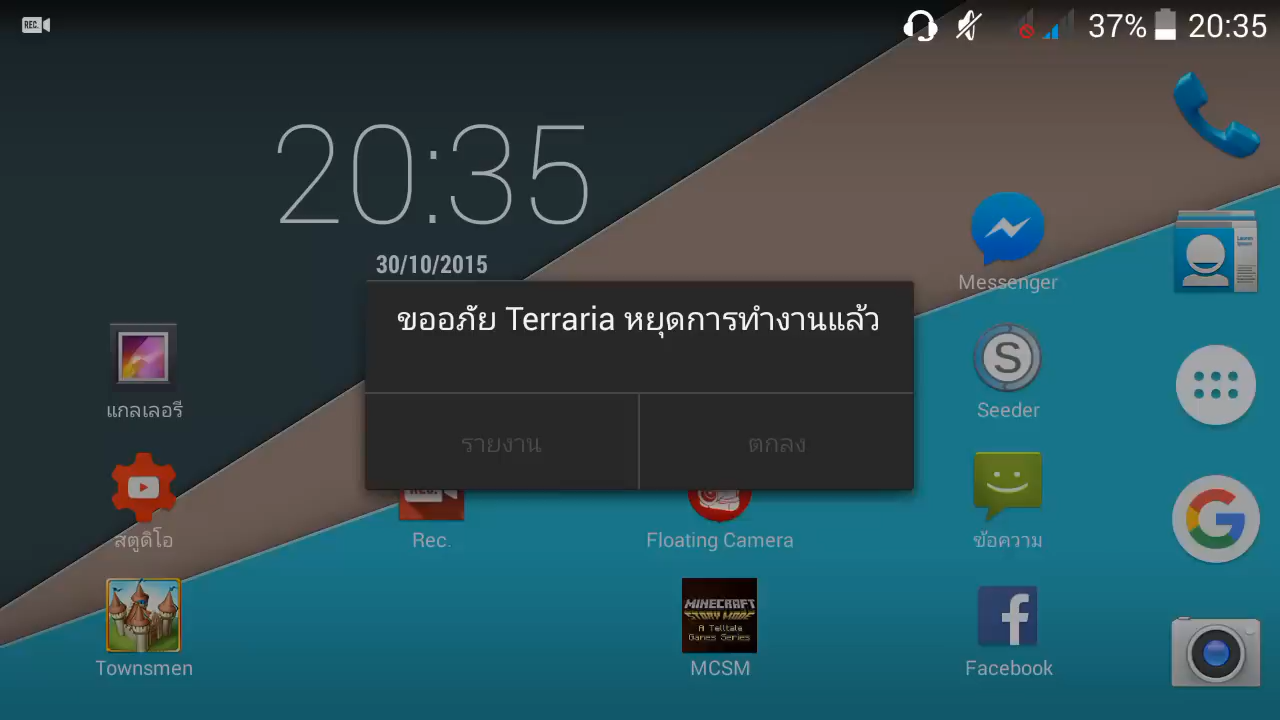 REC.
37%
20:35
20:35
30/10/2015
ขออภัย Terraria หยุดการทำงานแล้ว
รายงาน
ตกลง
Messenger
แกลเลอรี
S
Seeder
REC.
สตูดิโอ
Rec.
Floating Camera
ข้อความ
MINECRAFT
STORY MODE
A Telltale
Games Series
f
G
Townsmen
MCSM
Facebook